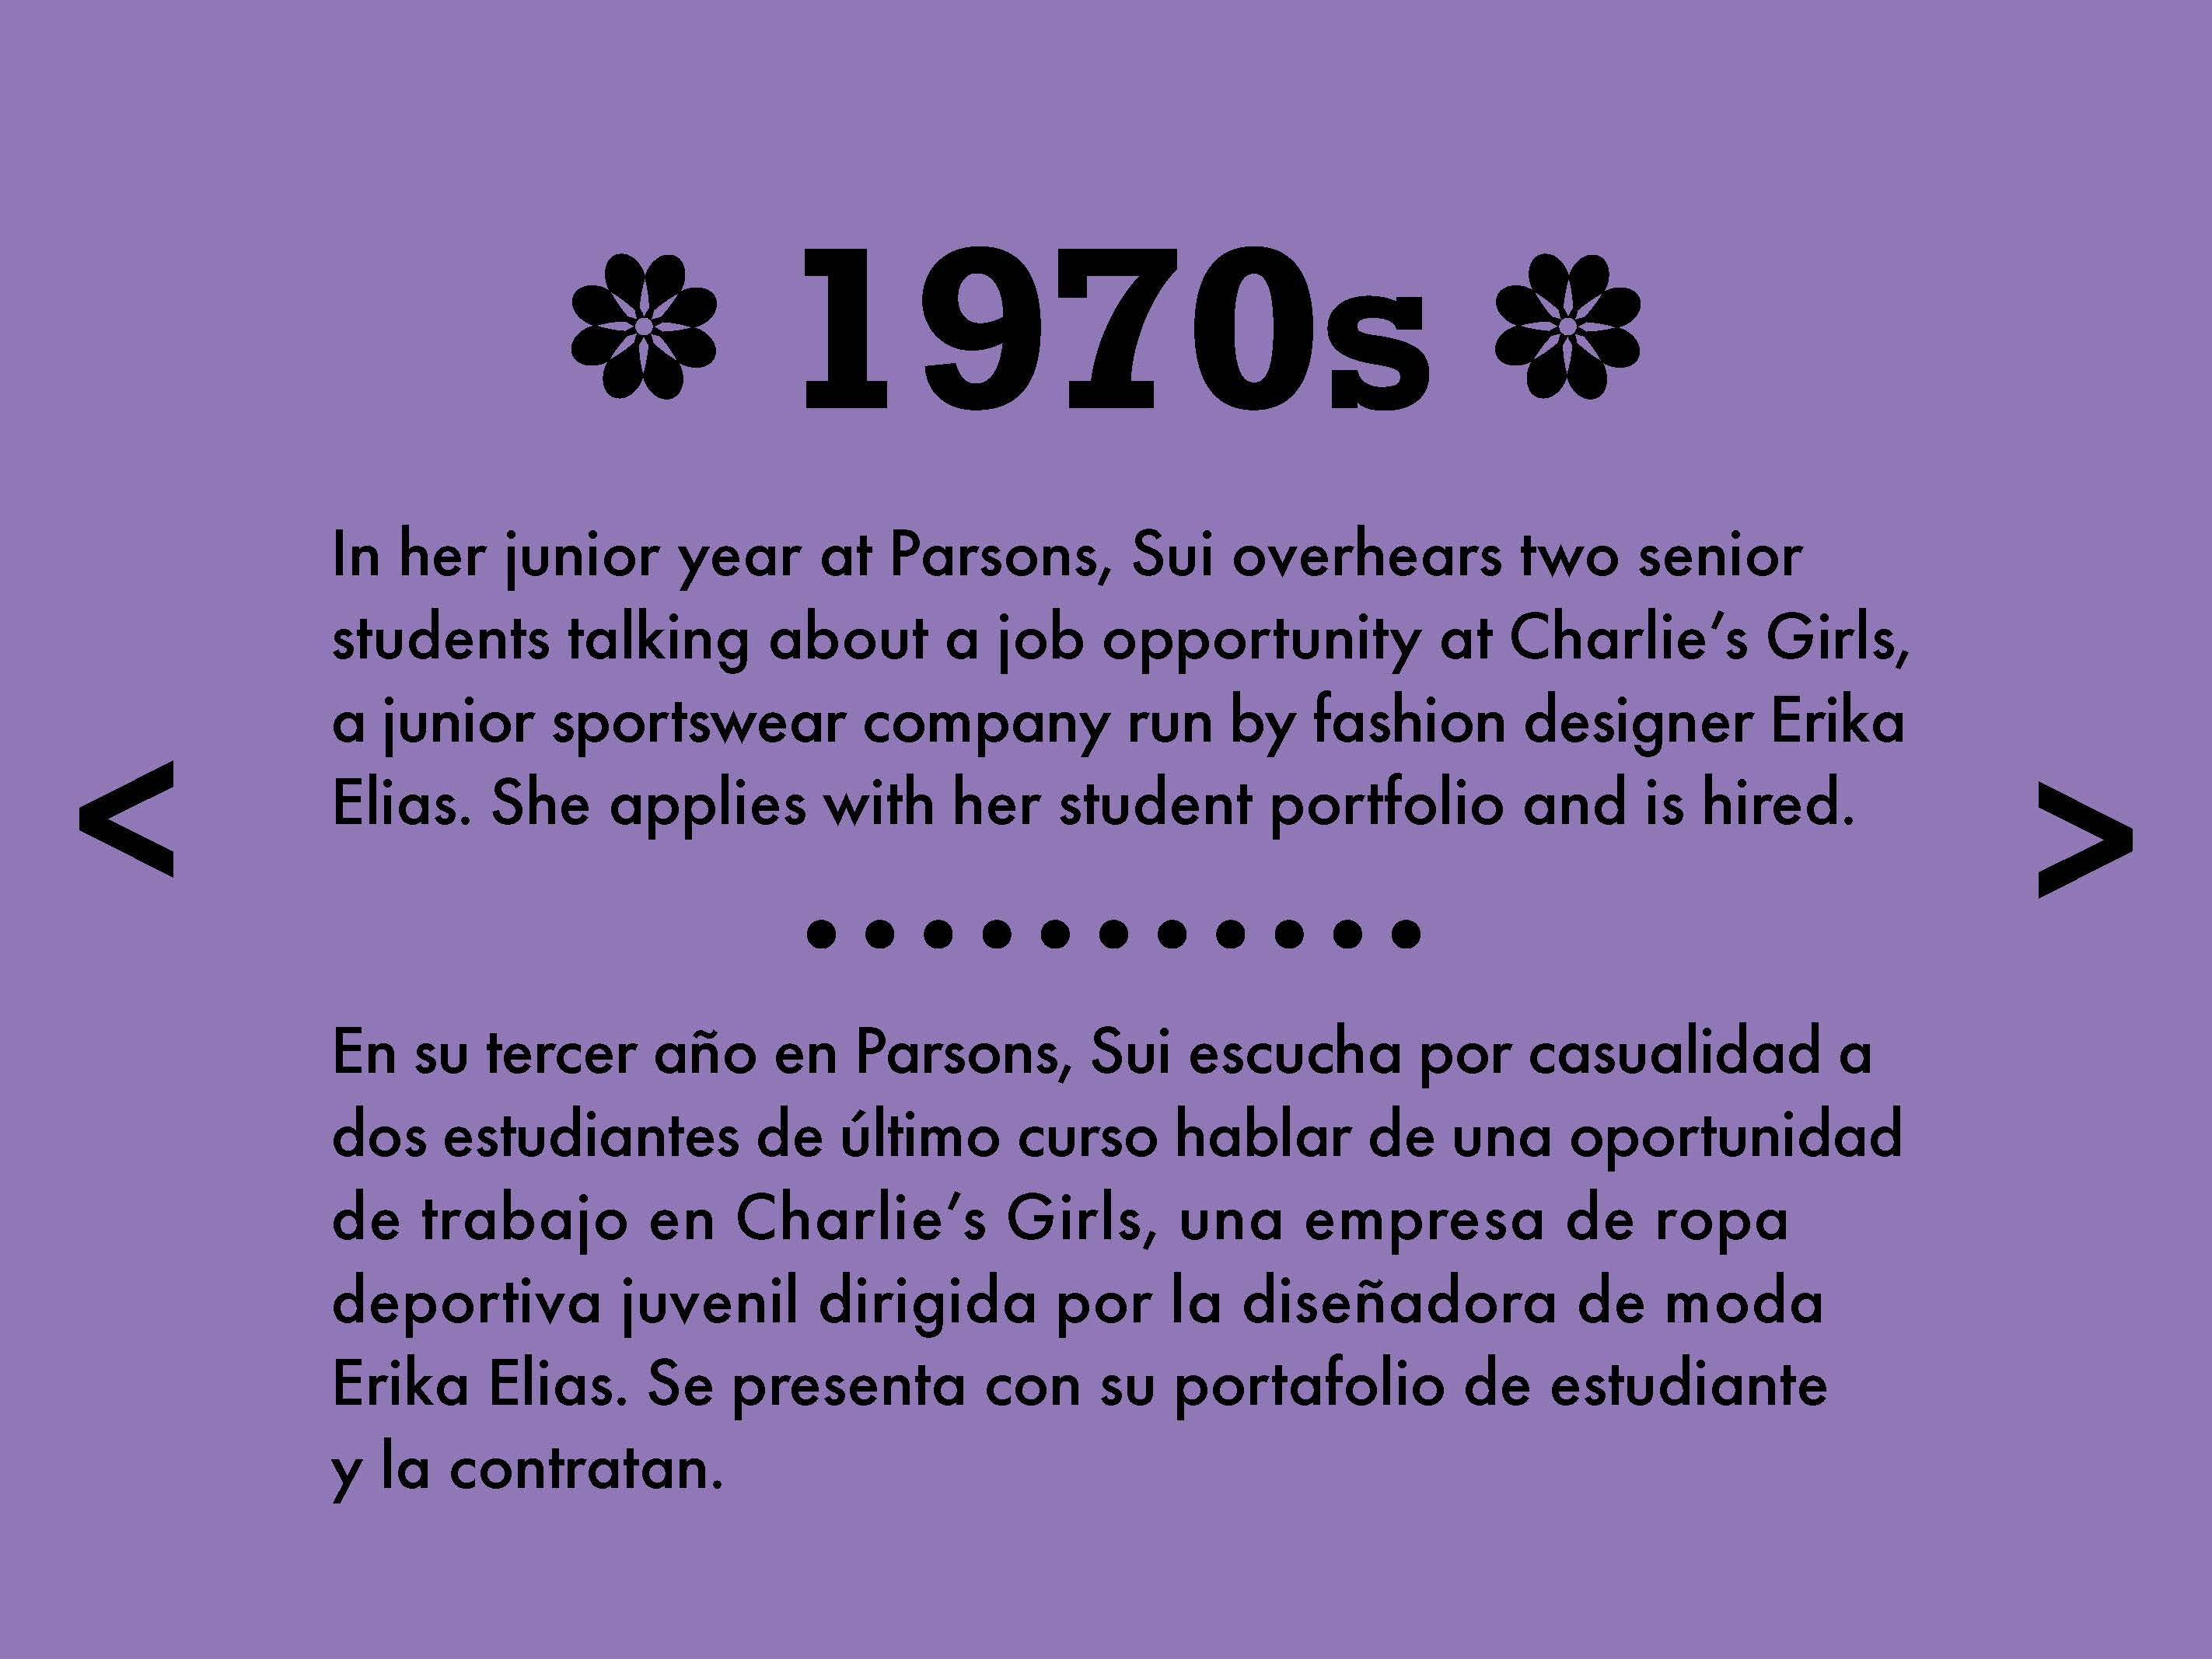 1970s
In her junior year at Parsons, Sui overhears two senior
students talking about a job opportunity at Charlie’s Girls,
a junior sportswear company run by fashion designer Erika
Elias. She applies with her student portfolio and is hired.
< >
En su tercer año en Parsons, Sui escucha por casualidad a
dos estudiantes de último curso hablar de una oportunidad
de trabajo en Charlie’s Girls, una empresa de ropa
deportiva juvenil dirigida por la diseñadora de moda
Erika Elias. Se presenta con su portafolio de estudiante
y la contratan.